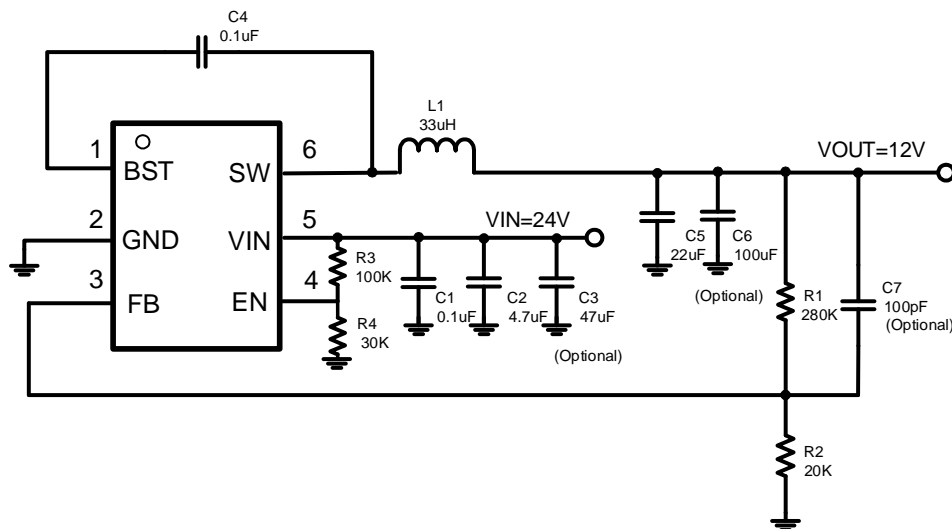 C4
0.1uF
L1
33uH
VOUT=12V
1
BST
SW
6
2
GND
VIN
5
VIN=24V
3
FB
EN
4
R3
100K
R4
30K
C1
0.1uF
C2
4.7uF
C3
47uF
(Optional)
C5
22uF
C6
100uF
(Optional)
R1
280K
C7
100pF
(Optional)
R2
20K